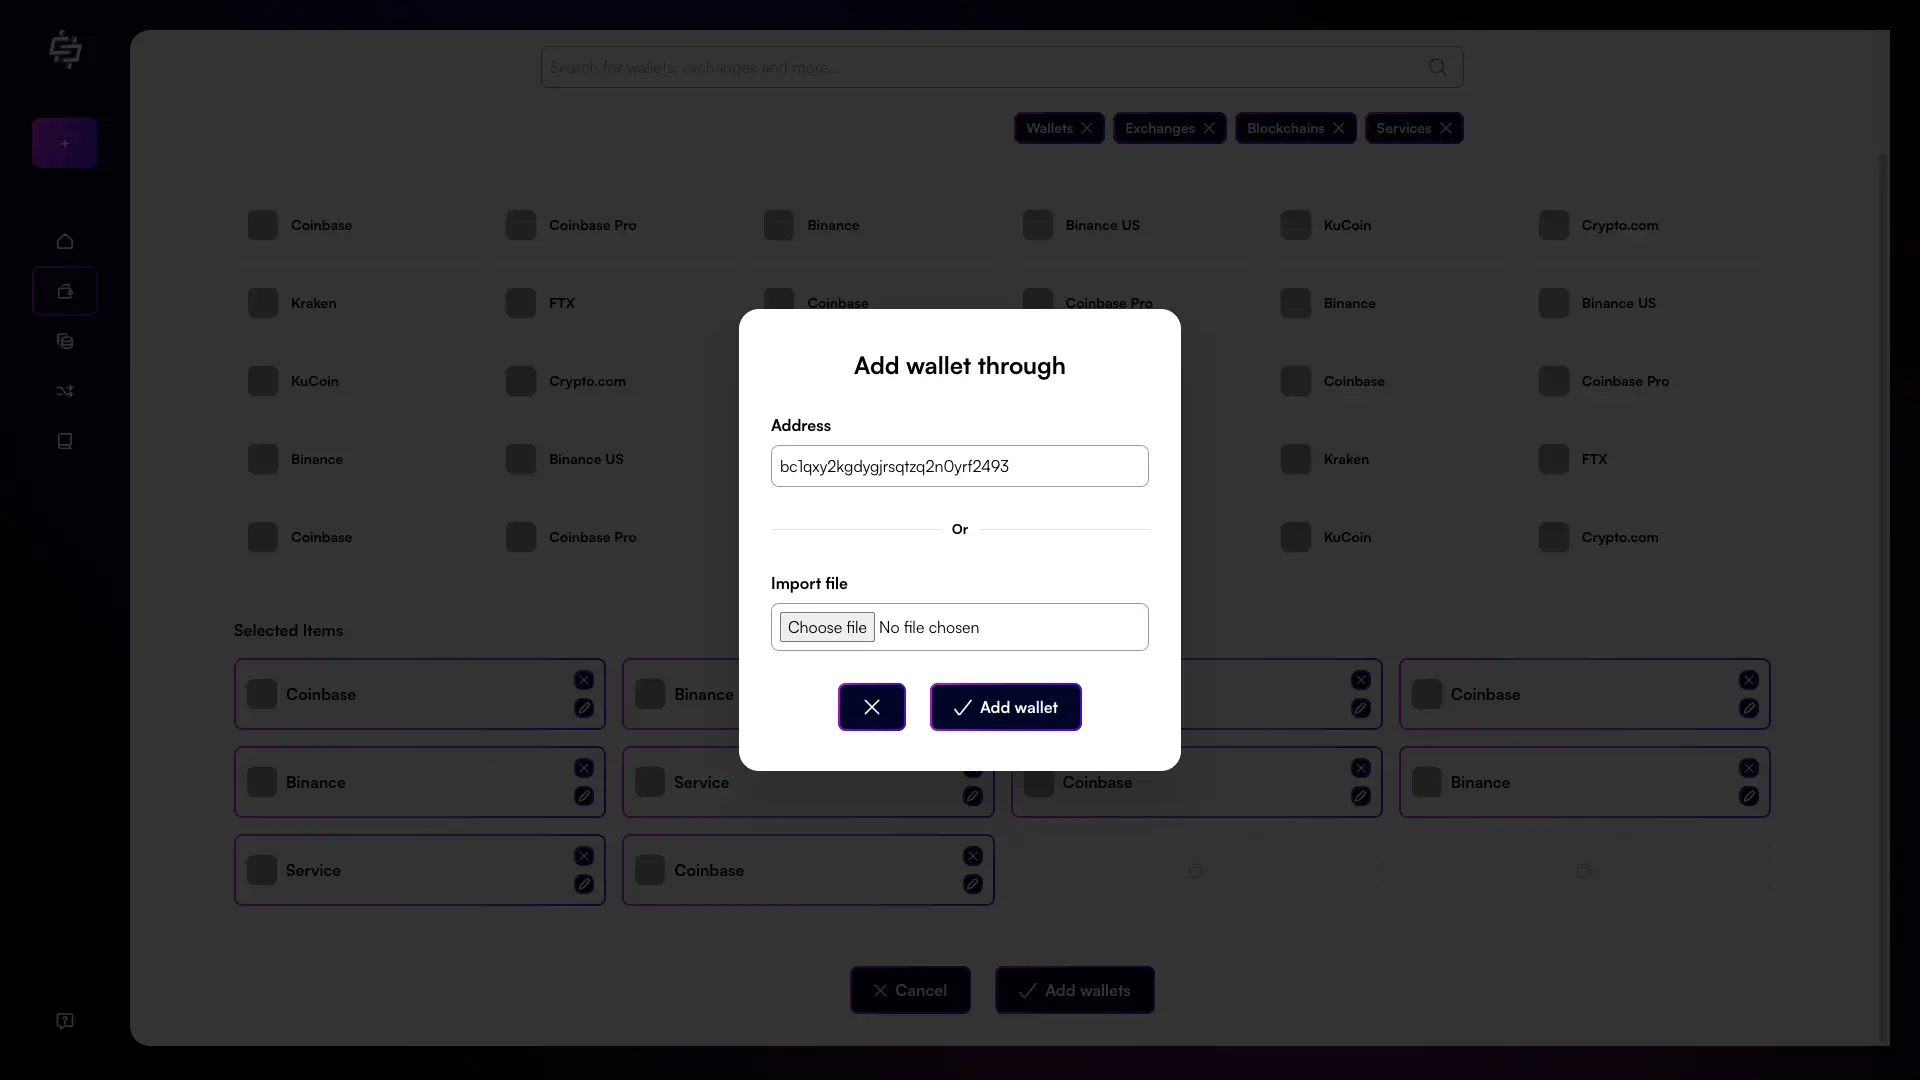 Search for wallets, exchanges and more...
Wallets Exchanges Blockchains Services
+
Coinbase Coinbase Pro Binance Binance US KuCoin Crypto.com
Kraken FTX Coinbase Coinbase Pro Binance Binance US
KuCoin Crypto.com Coinbase Coinbase Pro
Binance Binance US Kraken FTX
Coinbase Coinbase Pro KuCoin Crypto.com
Add wallet through
Address
bc1qxy2kgdygjrsqtzq2n0yrf2493
Or
Import file
Choose file No file chosen
Add wallet
Selected Items
Coinbase Binance Coinbase
Binance Service Coinbase Binance
Service Coinbase
Cancel Add wallets